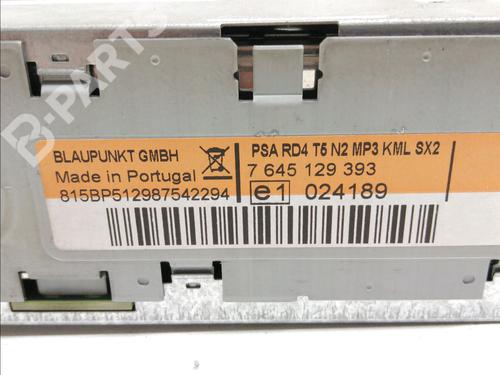 B-PARTS
BLAUPUNKT GMBH
Made in Portugal
815BP512987542294
PSA RD4 T5 N2 MP3 KML SX2
7 645 129 393
e1 024189